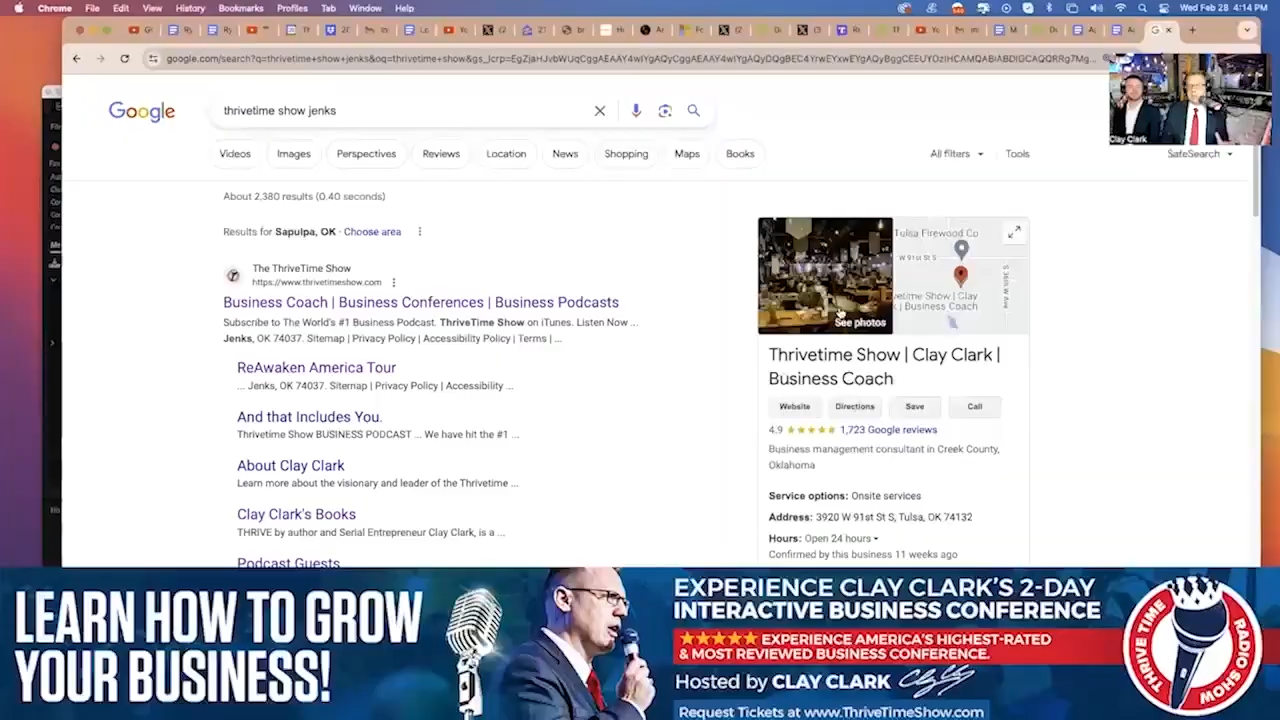 Chrome File Edit View History Bookmarks Profiles Tab Window Help
Wed Feb 28 4:14 PM
Google
thrivetime show jenks
Clay Clark
Videos Images Perspectives Reviews Location News Shopping Maps Books
All filters Tools SafeSearch
About 2,380 results (0.40 seconds)
Results for Sapulpa, OK · Choose area
The ThriveTime Show
https://www.thrivetimeshow.com
Business Coach | Business Conferences | Business Podcasts
Subscribe to The World's #1 Business Podcast. ThriveTime Show on iTunes. Listen Now ...
Jenks, OK 74037. Sitemap | Privacy Policy | Accessibility Policy | Terms | ...
ReAwaken America Tour
... Jenks, OK 74037. Sitemap | Privacy Policy | Accessibility ...
And that Includes You.
Thrivetime Show BUSINESS PODCAST ... We have hit the #1 ...
About Clay Clark
Learn more about the visionary and leader of the Thrivetime ...
Clay Clark's Books
THRIVE by author and Serial Entrepreneur Clay Clark, is a ...
Podcast Guests
See photos
Tulsa Firewood Co
W 91st St S
Thrivetime Show | Clay Clark |
Business Coach
Website Directions Save Call
4.9 ★★★★★ 1,723 Google reviews
Business management consultant in Creek County,
Oklahoma
Service options: Onsite services
Address: 3920 W 91st St S, Tulsa, OK 74132
Hours: Open 24 hours
Confirmed by this business 11 weeks ago
LEARN HOW TO GROW
YOUR BUSINESS!
EXPERIENCE CLAY CLARK'S 2-DAY
INTERACTIVE BUSINESS CONFERENCE
★★★★★ EXPERIENCE AMERICA'S HIGHEST-RATED
& MOST REVIEWED BUSINESS CONFERENCE.
Hosted by CLAY CLARK
Request Tickets at www.ThriveTimeShow.com
THRIVE TIME
RADIO SHOW